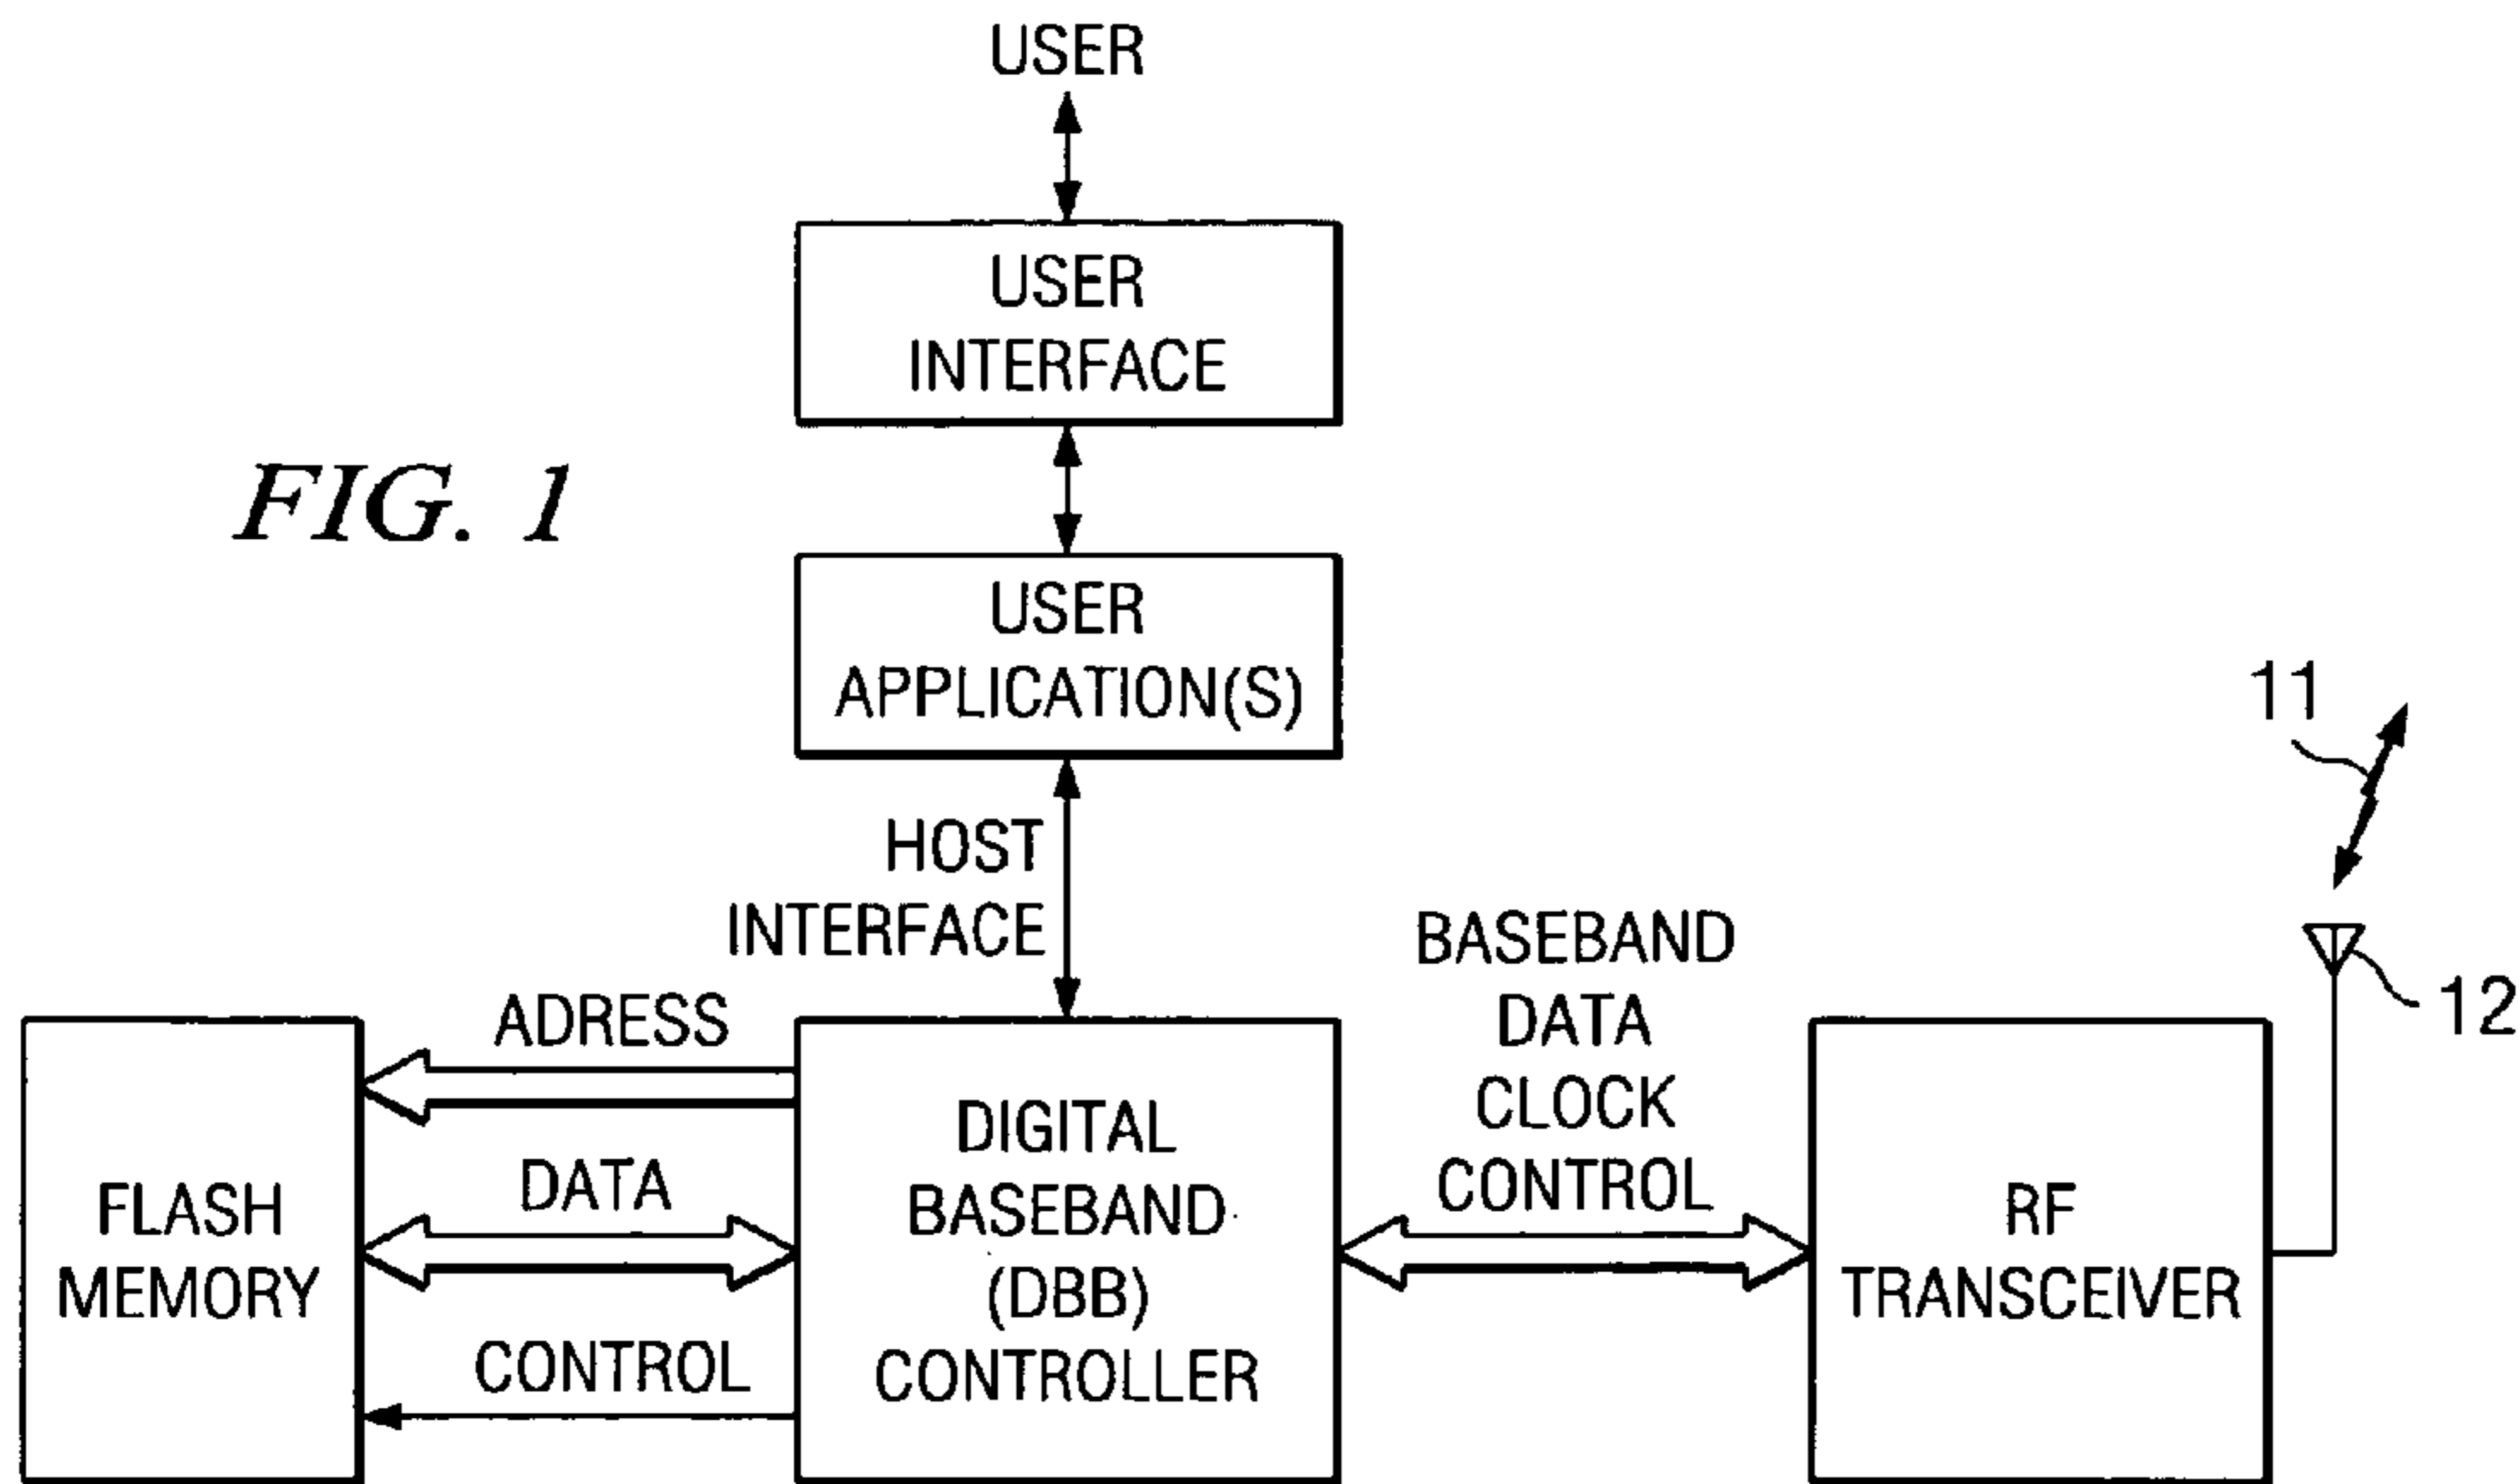 USER
USER
INTERFACE
FIG. 1
USER
APPLICATION(S)
11
HOST
INTERFACE
BASEBAND
DATA
CLOCK
CONTROL
12
ADRESS
DATA
CONTROL
FLASH
MEMORY
DIGITAL
BASEBAND
(DBB)
CONTROLLER
RF
TRANSCEIVER